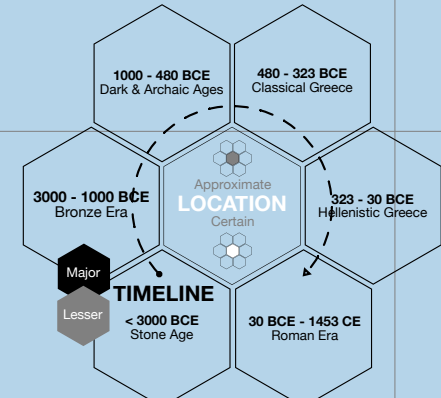 1000 - 480 BCE
Dark & Archaic Ages
480 - 323 BCE
Classical Greece
3000 - 1000 BCE
Bronze Era
Approximate
LOCATION
Certain
323 - 30 BCE
Hellenistic Greece
Major
Lesser
TIMELINE
< 3000 BCE
Stone Age
30 BCE - 1453 CE
Roman Era